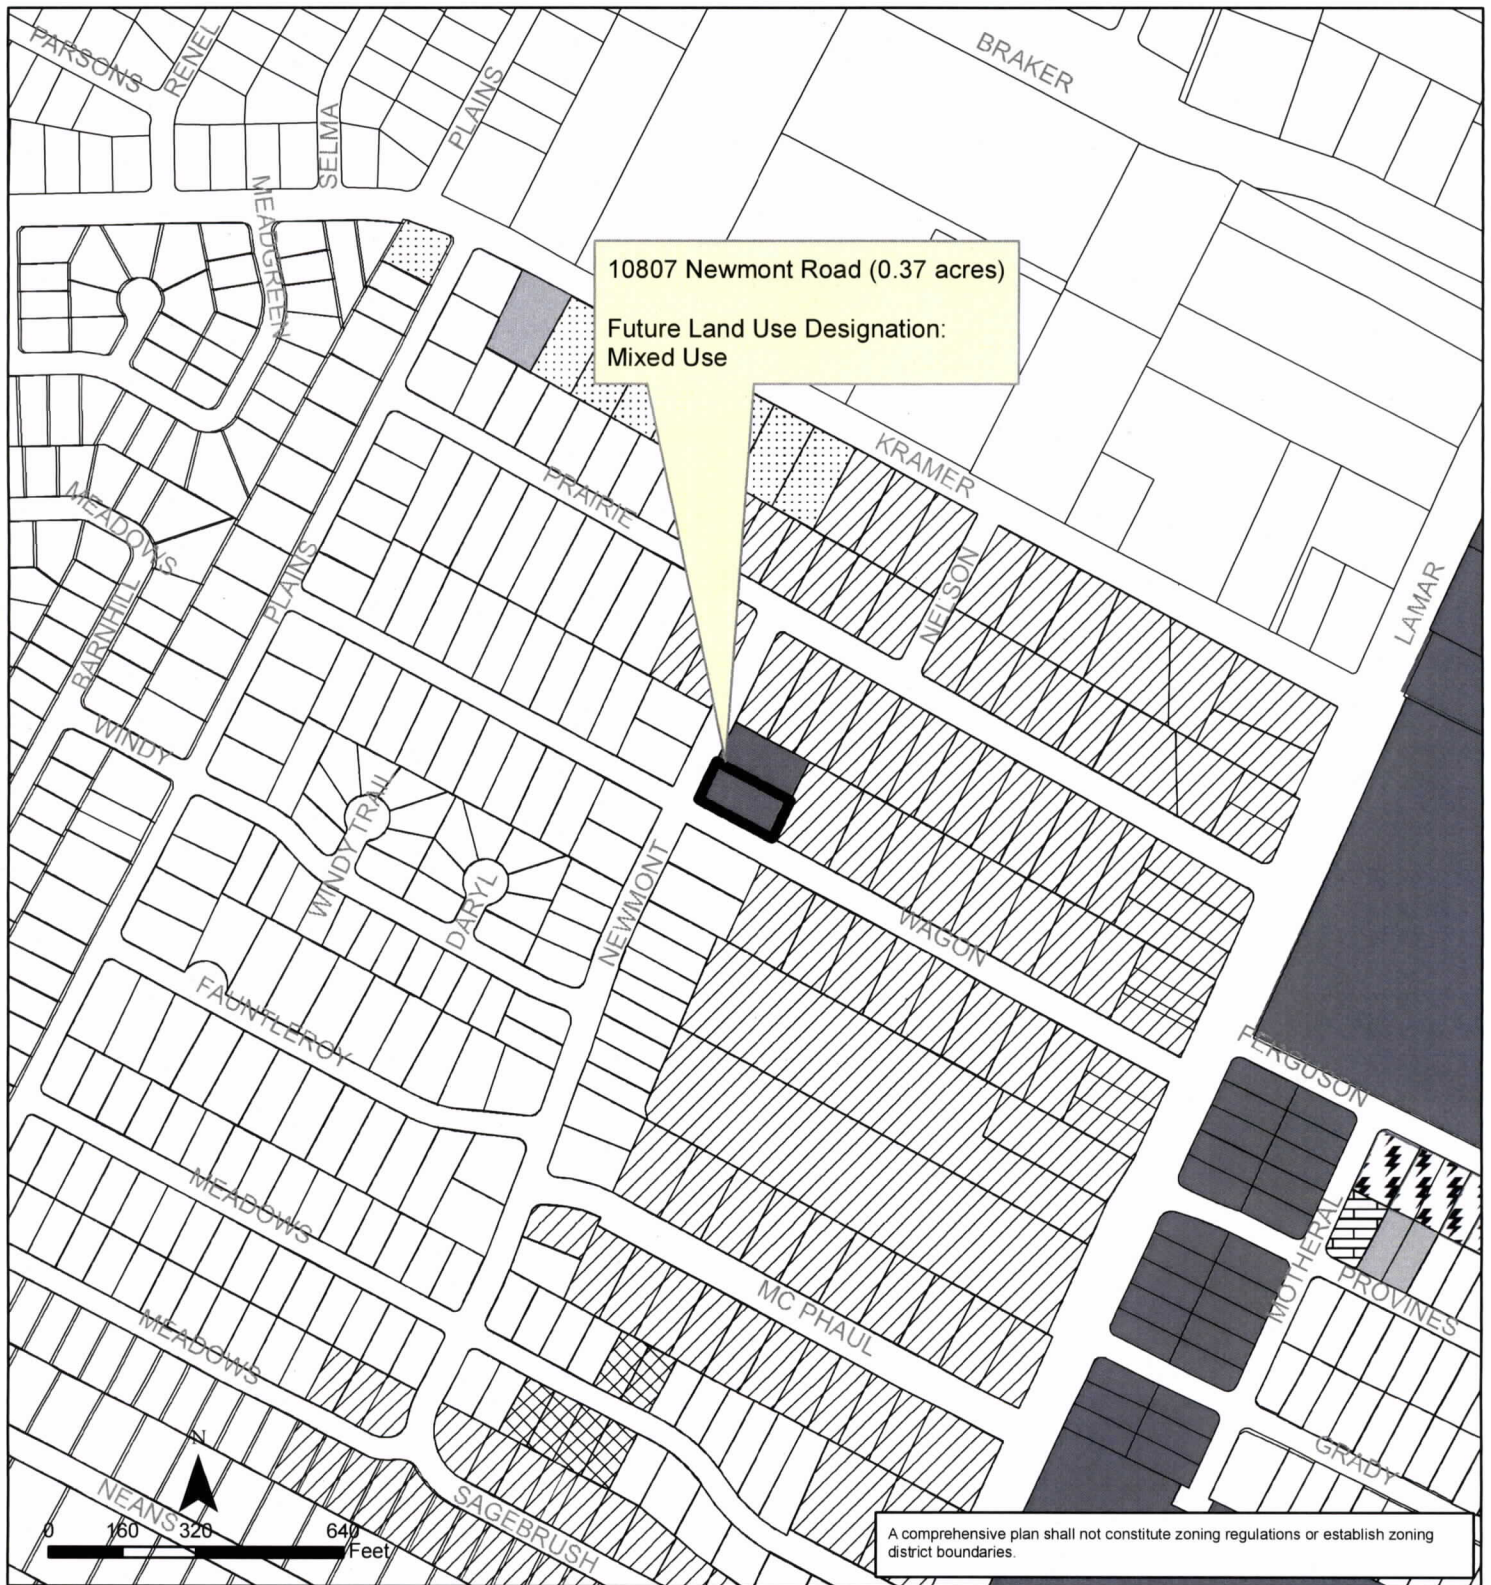 PARSONS
RENEL
SELMA
PLAINS
BRAKER
MEADGREEN
10807 Newmont Road (0.37 acres)
Future Land Use Designation:
Mixed Use
KRAMER
PRAIRIE
MEADOWS
PLAINS
BARNHILL
NELSON
LAMAR
WINDY
WINDY TRAIL
DARYL
NEWMONT
WAGON
FAUNTLEROY
FERGUSON
MEADOWS
MOTHERAL
PROVINES
MC PHAUL
MEADOWS
GRADY
N
NEANS
SAGEBRUSH
0 160 320 640
Feet
A comprehensive plan shall not constitute zoning regulations or establish zoning
district boundaries.